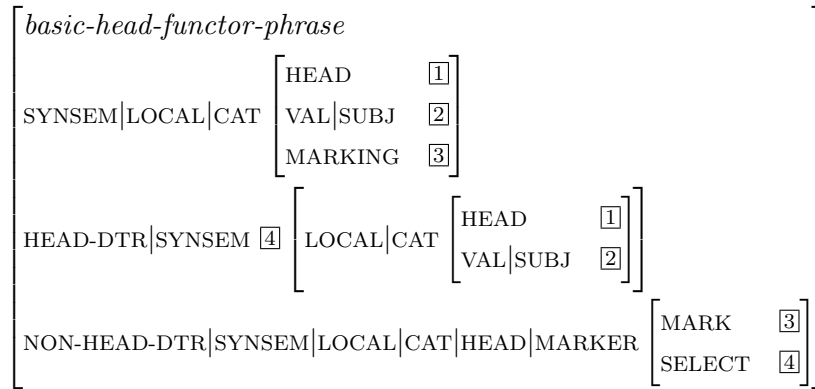 basic-head-functor-phrase
HEAD 1
SYNSEM|LOCAL|CAT VAL|SUBJ 2
MARKING 3
HEAD 1
HEAD-DTR|SYNSEM 4 LOCAL|CAT
VAL|SUBJ 2
MARK 3
NON-HEAD-DTR|SYNSEM|LOCAL|CAT|HEAD|MARKER
SELECT 4